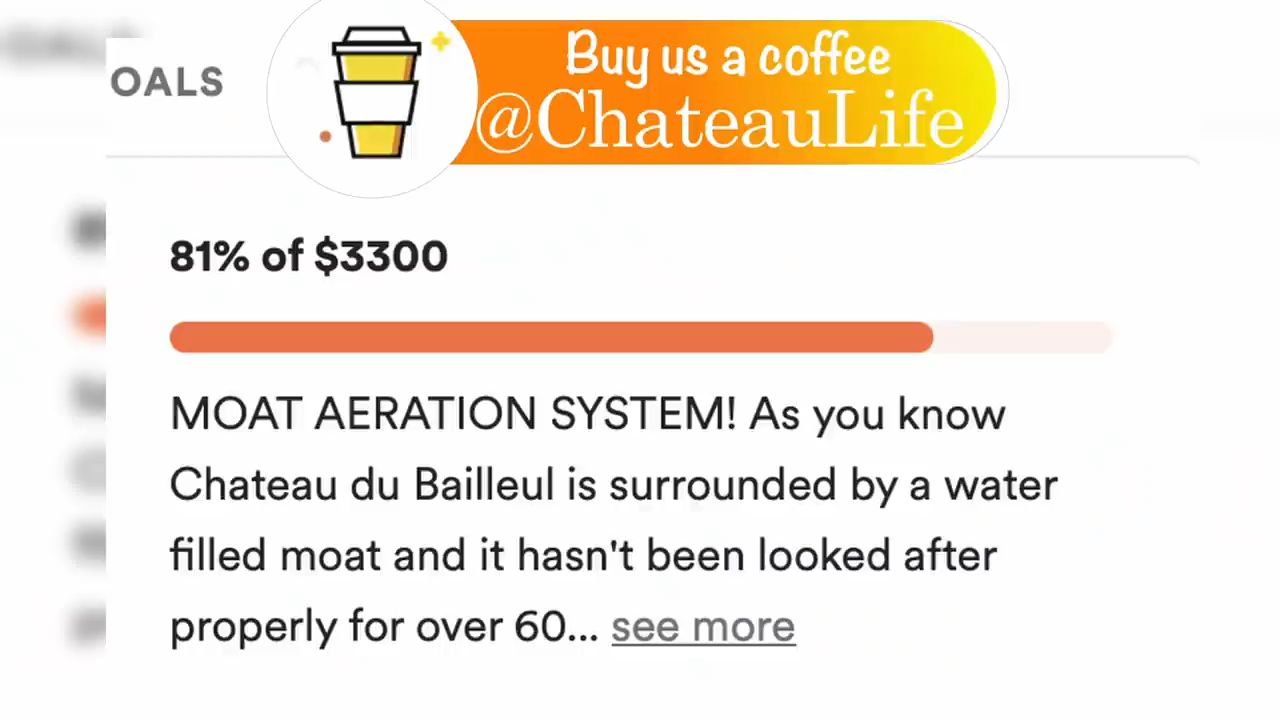 OALS
Buy us a coffee
@ChateauLife
81% of $3300
MOAT AERATION SYSTEM! As you know
Chateau du Bailleul is surrounded by a water
filled moat and it hasn't been looked after
properly for over 60... see more